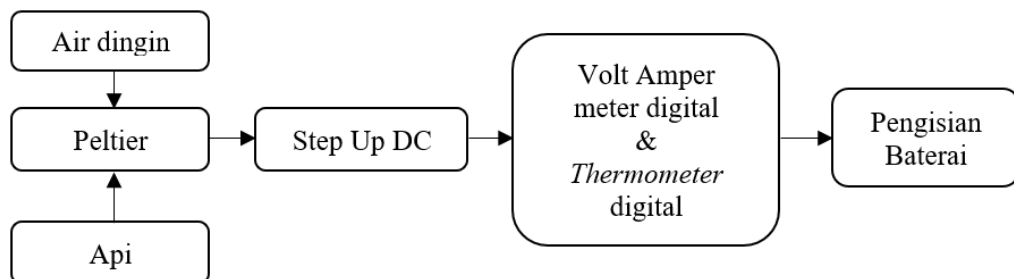 Air dingin
Peltier
Api
Step Up DC
Volt Amper
meter digital
&
Thermometer
digital
Pengisian
Baterai